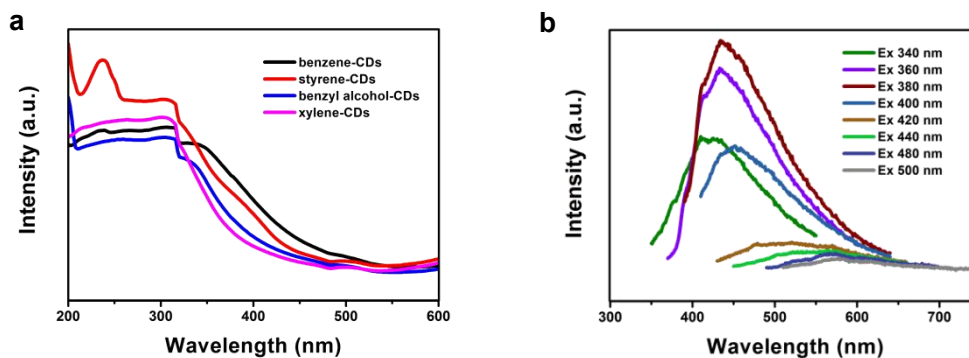 a
Intensity (a.u.)
benzene-CDs
styrene-CDs
benzyl alcohol-CDs
xylene-CDs
200 300 400 500 600
Wavelength (nm)
b
Intensity (a.u.)
Ex 340 nm
Ex 360 nm
Ex 380 nm
Ex 400 nm
Ex 420 nm
Ex 440 nm
Ex 480 nm
Ex 500 nm
300 400 500 600 700
Wavelength (nm)